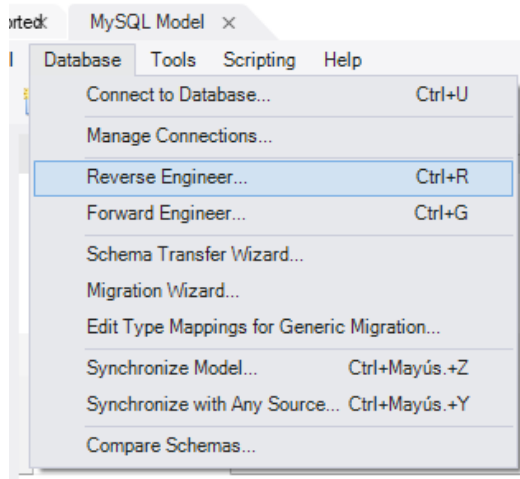 orted× MySQL Model ×
l Database Tools Scripting Help
Connect to Database... Ctrl+U
Manage Connections...
Reverse Engineer... Ctrl+R
Forward Engineer... Ctrl+G
Schema Transfer Wizard...
Migration Wizard...
Edit Type Mappings for Generic Migration...
Synchronize Model... Ctrl+Mayús.+Z
Synchronize with Any Source... Ctrl+Mayús.+Y
Compare Schemas...